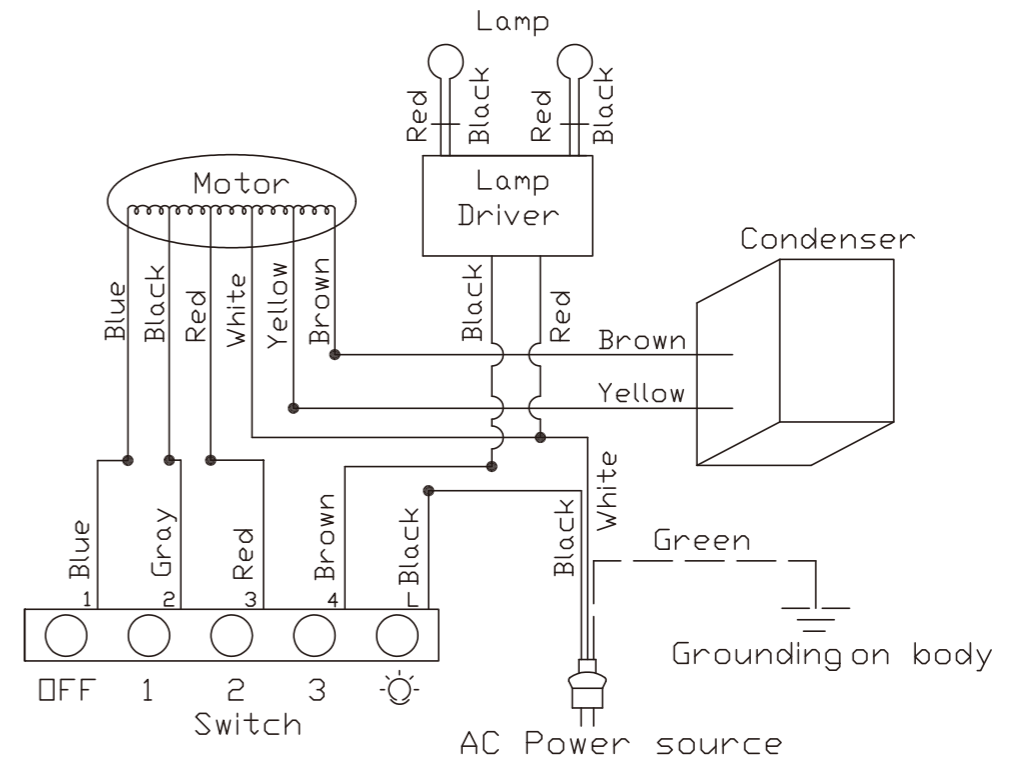 Lamp
Red
Black
Red
Black
Motor
Lamp
Driver
Condenser
Blue
Black
Red
White
Yellow
Brown
Black
Red
Brown
Yellow
Blue
Gray
Red
Brown
Black
Black
White
Green
1
2
3
4
L
Grounding on body
OFF 1 2 3
Switch
AC Power source